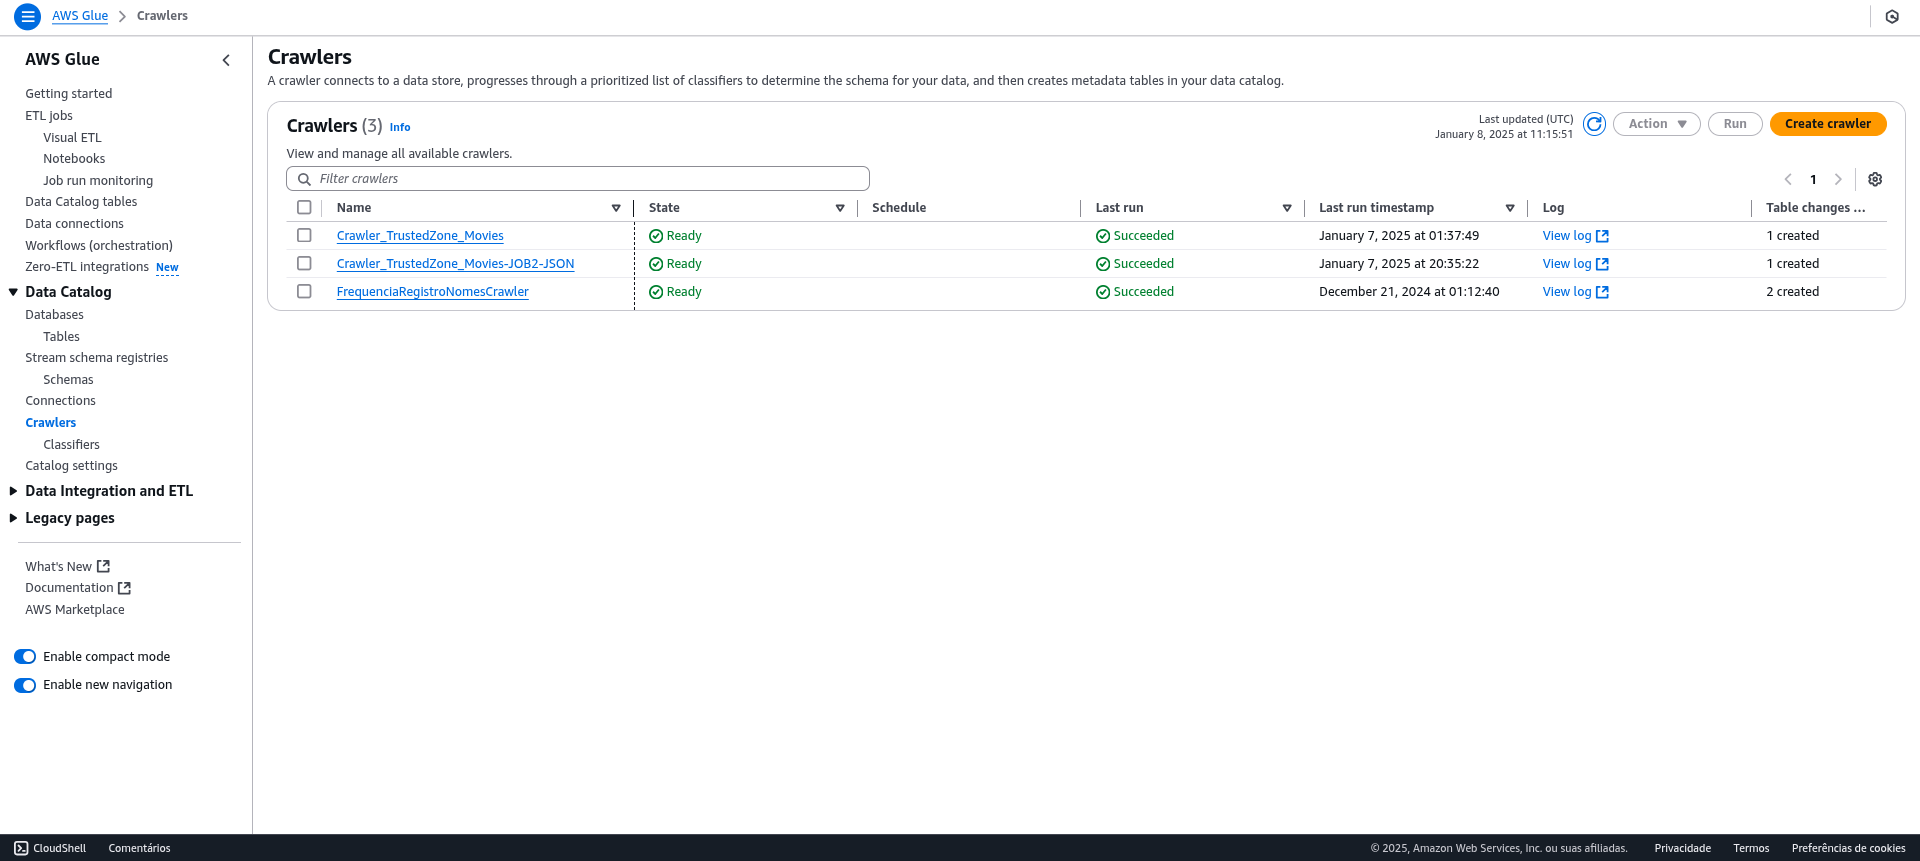 AWS Glue Crawlers
AWS Glue
Getting started
ETL jobs
Visual ETL
Notebooks
Job run monitoring
Data Catalog tables
Data connections
Workflows (orchestration)
Zero-ETL integrations New
Data Catalog
Databases
Tables
Stream schema registries
Schemas
Connections
Crawlers
Classifiers
Catalog settings
Data Integration and ETL
Legacy pages
What's New
Documentation
AWS Marketplace
Enable compact mode
Enable new navigation
Crawlers
A crawler connects to a data store, progresses through a prioritized list of classifiers to determine the schema for your data, and then creates metadata tables in your data catalog.
Crawlers (3) Info
Last updated (UTC)
January 8, 2025 at 11:15:51
Action Run Create crawler
View and manage all available crawlers.
Filter crawlers
1
Name State Schedule Last run Last run timestamp Log Table changes ...
Crawler_TrustedZone_Movies Ready Succeeded January 7, 2025 at 01:37:49 View log 1 created
Crawler_TrustedZone_Movies-JOB2-JSON Ready Succeeded January 7, 2025 at 20:35:22 View log 1 created
FrequenciaRegistroNomesCrawler Ready Succeeded December 21, 2024 at 01:12:40 View log 2 created
CloudShell Comentários © 2025, Amazon Web Services, Inc. ou suas afiliadas. Privacidade Termos Preferências de cookies